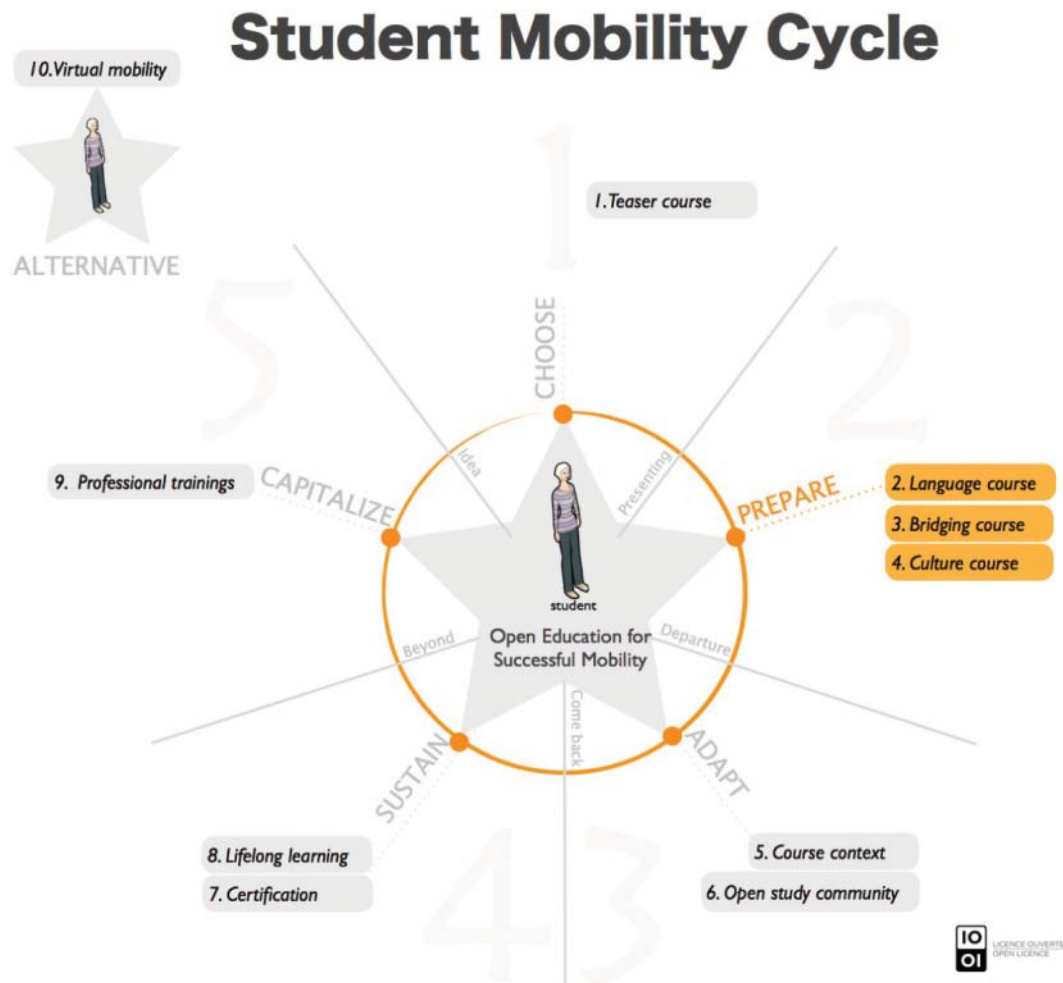 Student Mobility Cycle
10. Virtual mobility
ALTERNATIVE
1
1. Teaser course
CHOOSE
Presenting
2
PREPARE
2. Language course
3. Bridging course
4. Culture course
Departure
ADAPT
3
5. Course context
6. Open study community
Come back
SUSTAIN
4
8. Lifelong learning
7. Certification
Beyond
CAPITALIZE
5
9. Professional trainings
Idea
student
Open Education for
Successful Mobility
IO
OI
LICENCE OUVERTE
OPEN LICENCE